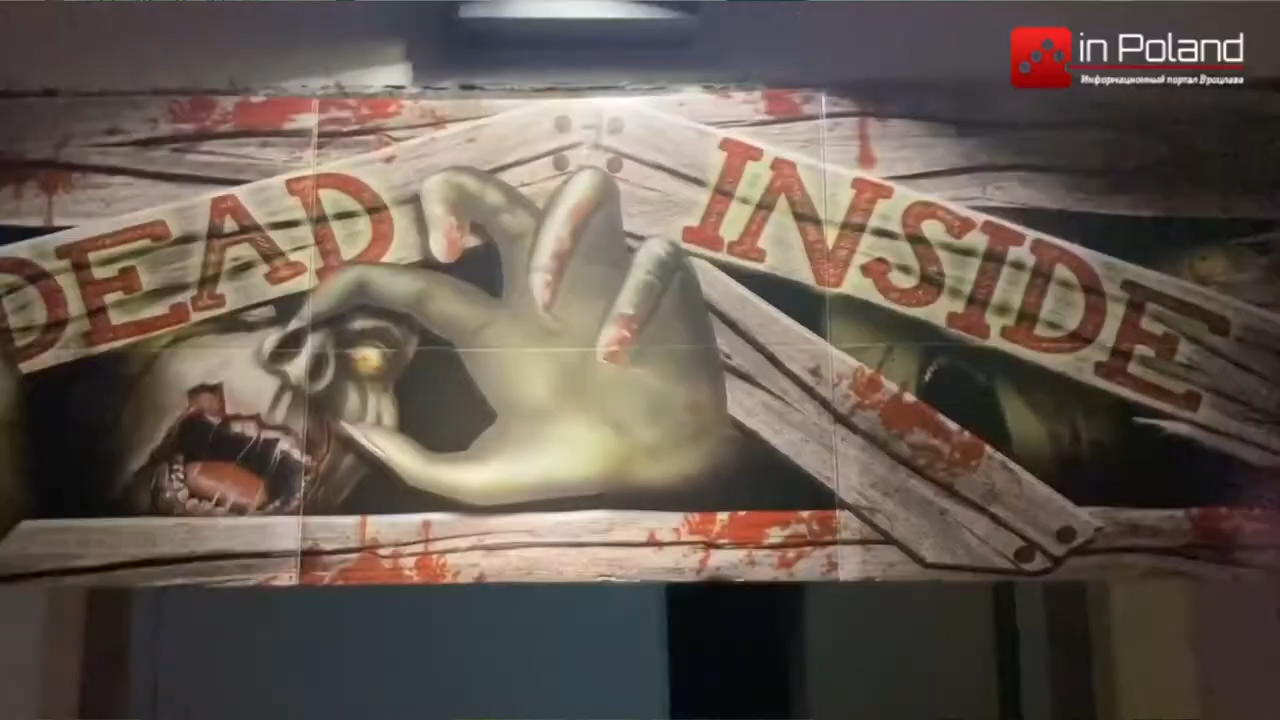 in Poland
Информационный портал Вроцлава
DEAD INSIDE